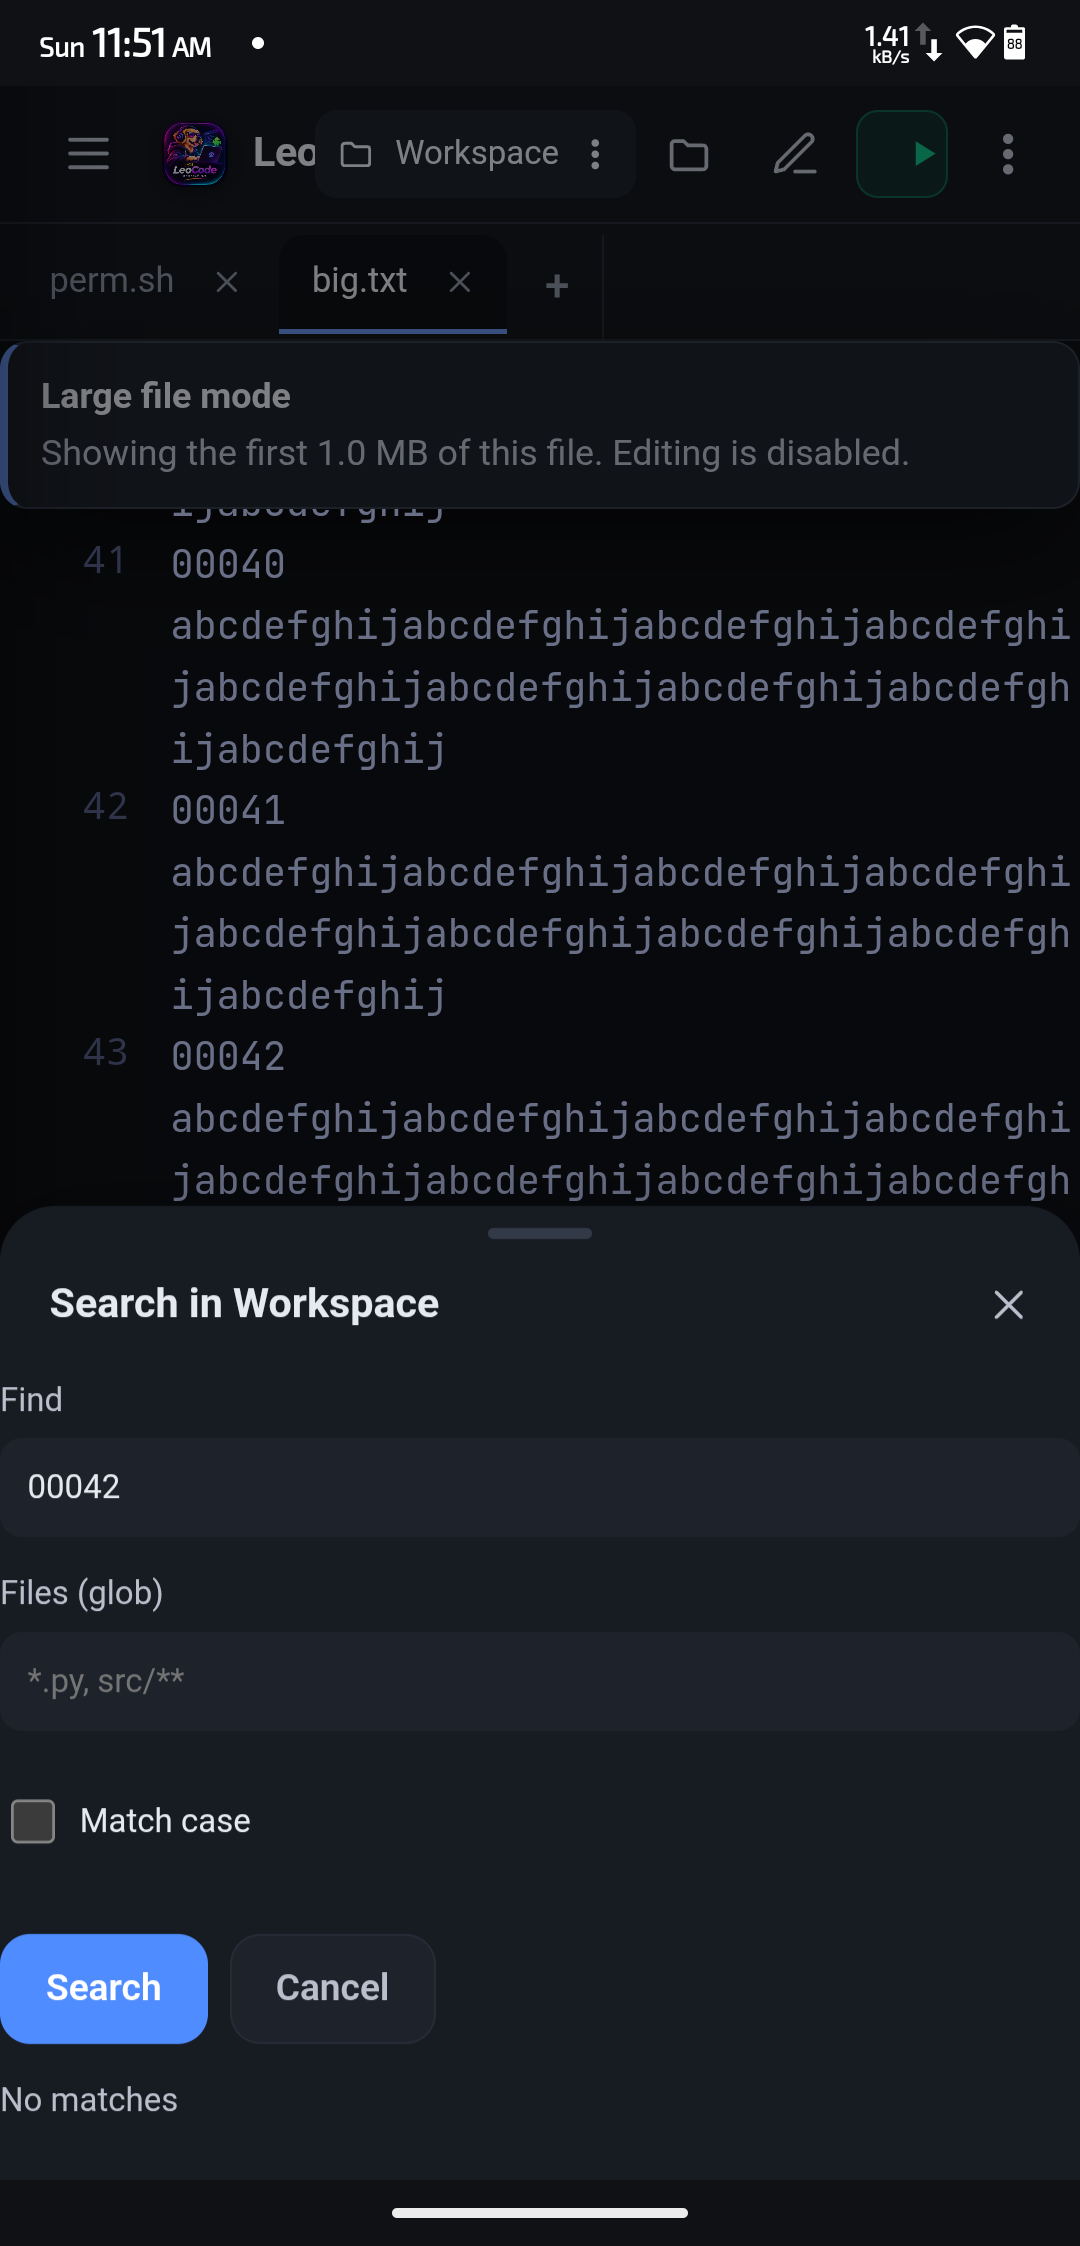 Sun 11:51 AM
1.41
kB/s
88
LeoCode
Leo
Workspace
perm.sh
big.txt
+
Large file mode
Showing the first 1.0 MB of this file. Editing is disabled.
ijabcdefghij
41 00040
abcdefghijabcdefghijabcdefghijabcdefghi
jabcdefghijabcdefghijabcdefghijabcdefgh
ijabcdefghij
42 00041
abcdefghijabcdefghijabcdefghijabcdefghi
jabcdefghijabcdefghijabcdefghijabcdefgh
ijabcdefghij
43 00042
abcdefghijabcdefghijabcdefghijabcdefghi
jabcdefghijabcdefghijabcdefghijabcdefgh
Search in Workspace
Find
00042
Files (glob)
*.py, src/**
Match case
Search
Cancel
No matches